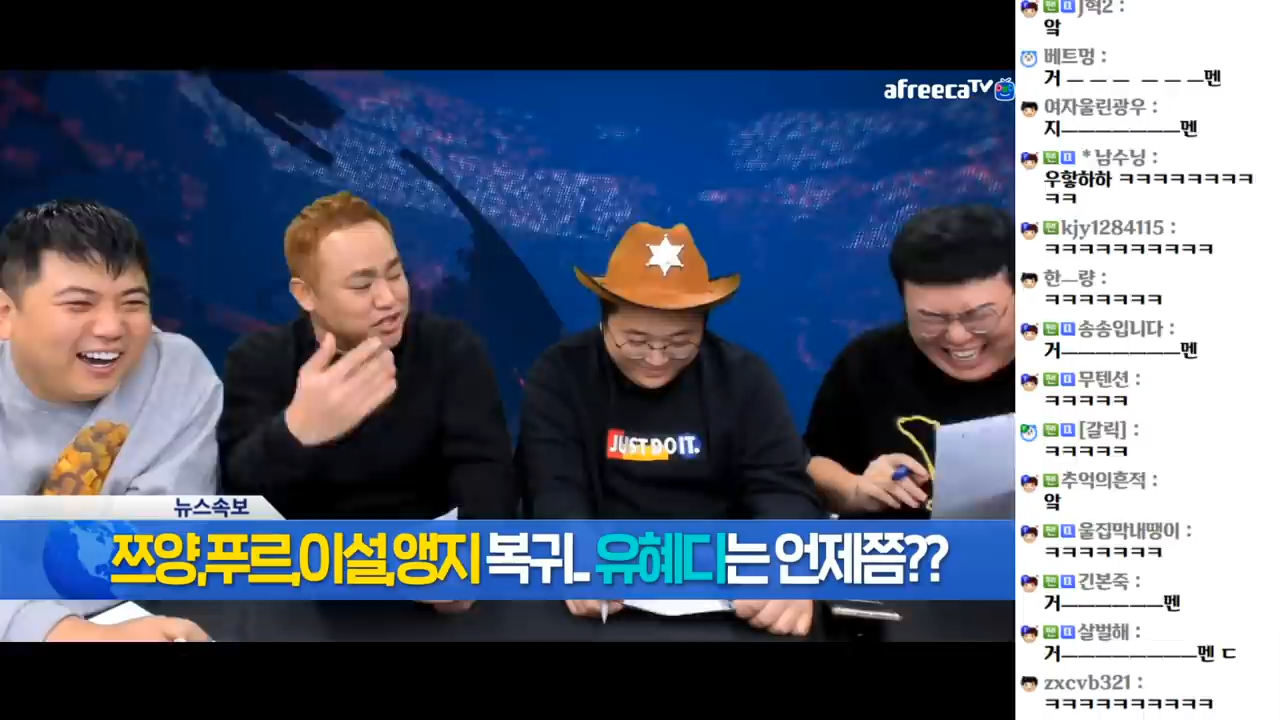 afreecaTV
JUST DO IT.
뉴스속보
쯔양,푸르,이설,앵지 복귀.. 유혜디는 언제쯤??
J혁2 :
악
베트멍 :
거 ㅡ ㅡ ㅡ ㅡ ㅡ ㅡ멘
여자울린광우 :
지ㅡㅡㅡㅡㅡㅡㅡ멘
*남수닝 :
우핳하하 ㅋㅋㅋㅋㅋㅋㅋㅋ
ㅋㅋ
kjy1284115 :
ㅋㅋㅋㅋㅋㅋㅋㅋㅋㅋ
한ㅡ량 :
ㅋㅋㅋㅋㅋㅋㅋ
송송입니다 :
거ㅡㅡㅡㅡㅡㅡㅡ멘
무텐션 :
ㅋㅋㅋㅋㅋ
[갈릭] :
ㅋㅋㅋㅋㅋ
추억의흔적 :
악
울집막내땡이 :
ㅋㅋㅋㅋㅋㅋㅋ
긴본죽 :
거ㅡㅡㅡㅡㅡㅡ멘
살벌해 :
거ㅡㅡㅡㅡㅡㅡㅡㅡ멘 ㄷ
zxcvb321 :
ㅋㅋㅋㅋㅋㅋㅋㅋㅋㅋ